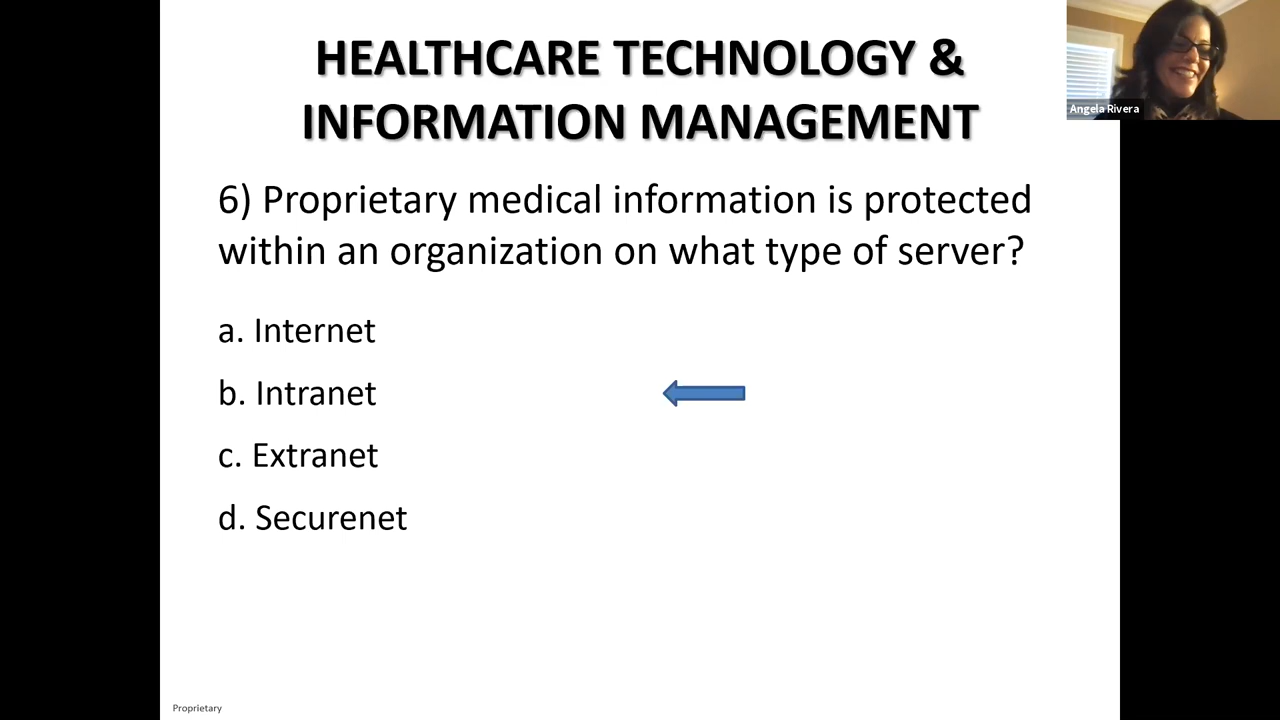 HEALTHCARE TECHNOLOGY &
INFORMATION MANAGEMENT
Angela Rivera
6) Proprietary medical information is protected
within an organization on what type of server?
a. Internet
b. Intranet
c. Extranet
d. Securenet
Proprietary